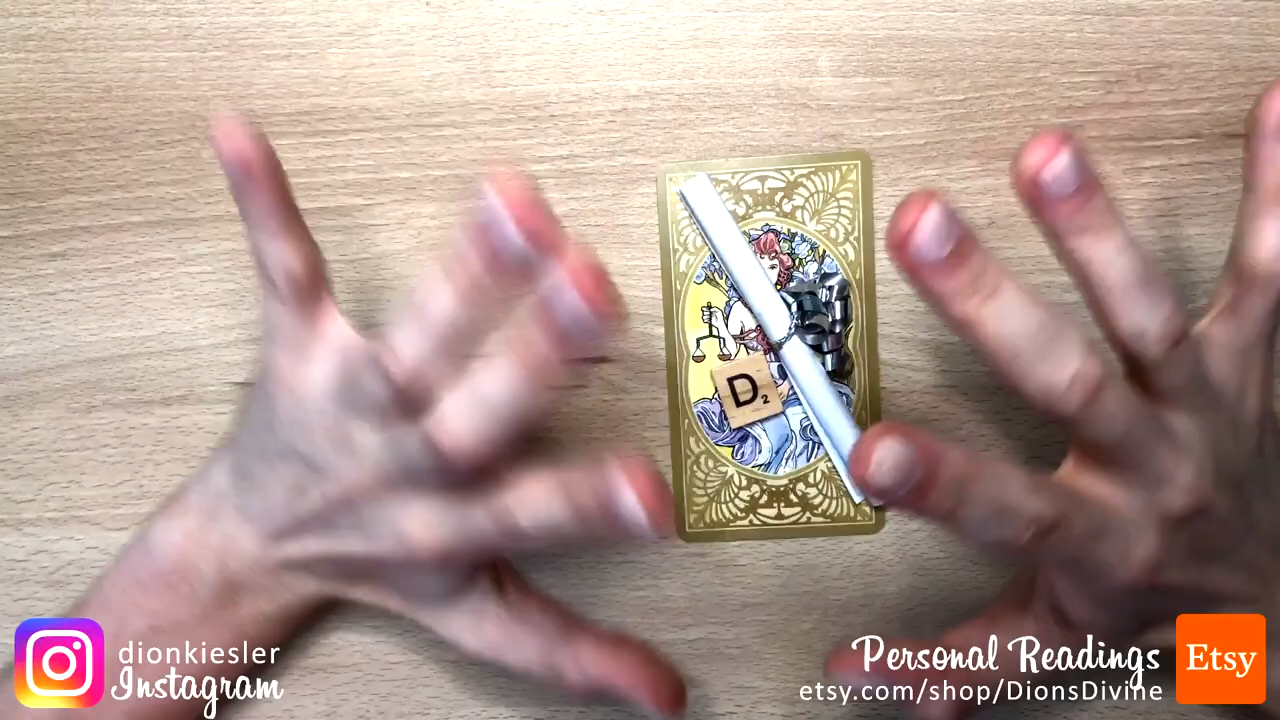 D2
dionkiesler
Instagram
Personal Readings
etsy.com/shop/DionsDivine
Etsy